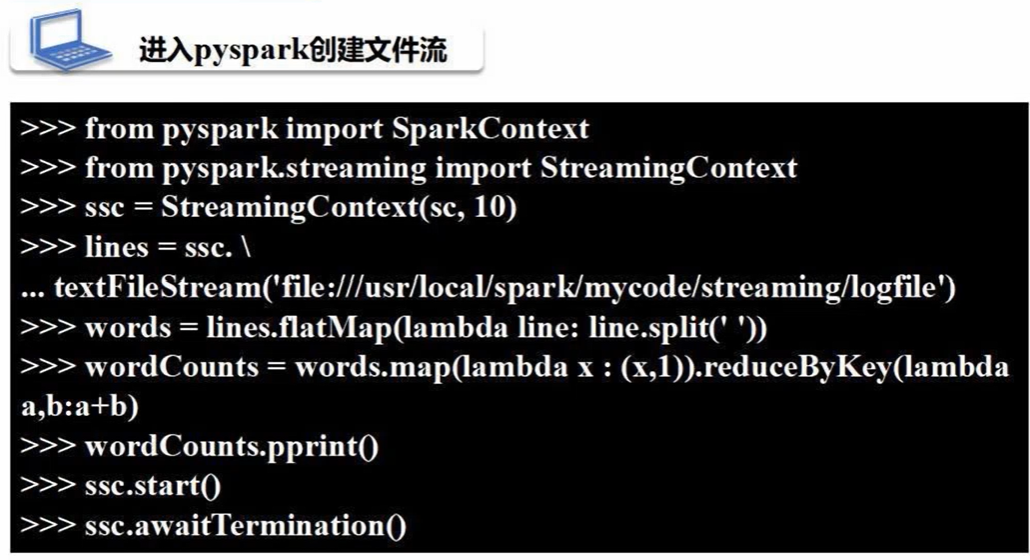 进入pyspark创建文件流
>>> from pyspark import SparkContext
>>> from pyspark.streaming import StreamingContext
>>> ssc = StreamingContext(sc, 10)
>>> lines = ssc. \
... textFileStream('file:///usr/local/spark/mycode/streaming/logfile')
>>> words = lines.flatMap(lambda line: line.split(' '))
>>> wordCounts = words.map(lambda x : (x,1)).reduceByKey(lambda
a,b:a+b)
>>> wordCounts.pprint()
>>> ssc.start()
>>> ssc.awaitTermination()